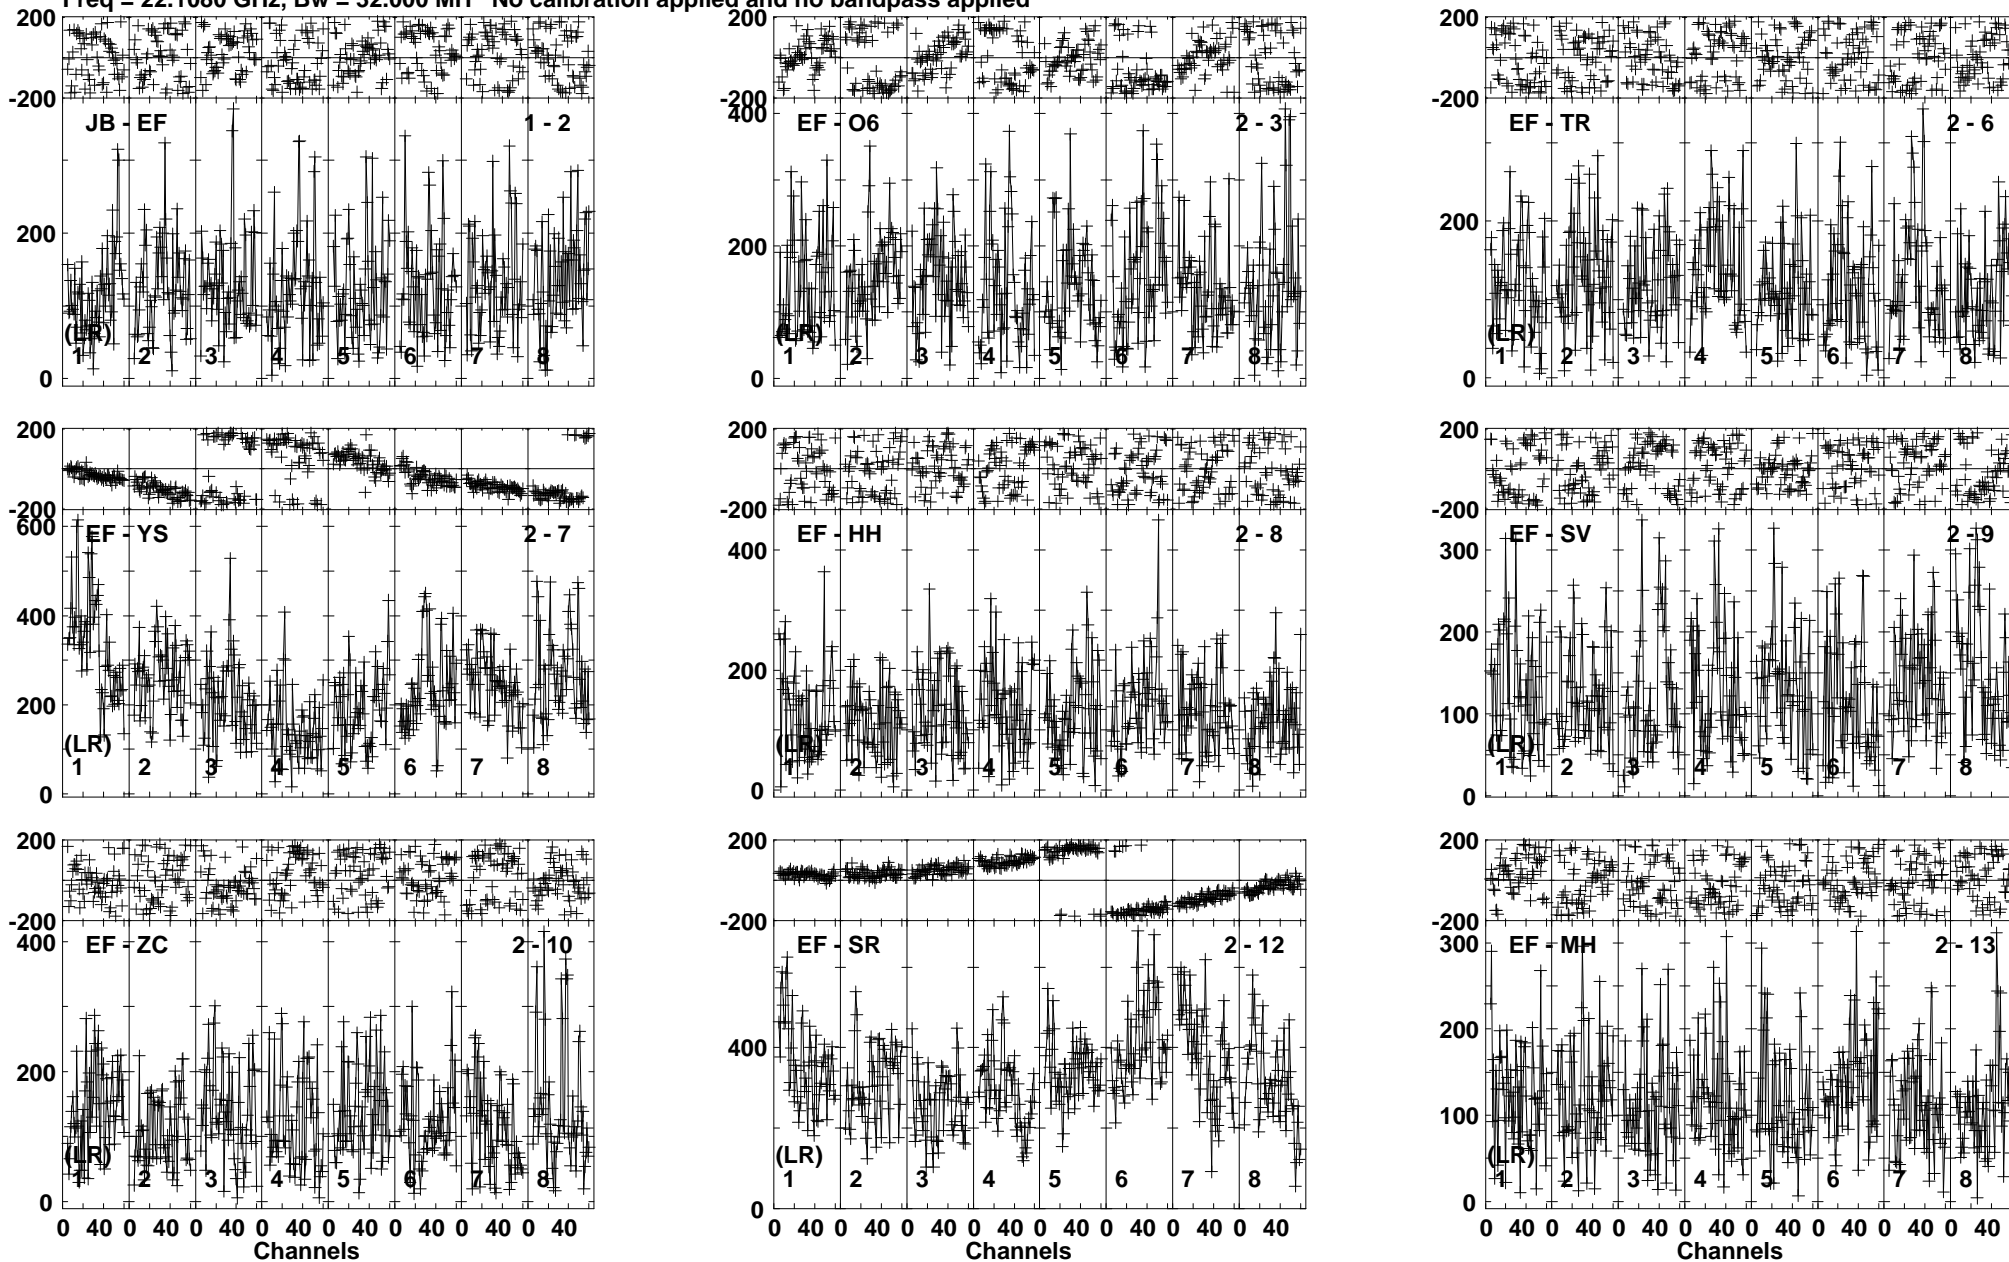 Freq = 22.1080 GHz, Bw = 32.000 MH No calibration applied and no bandpass applied
200
-200
JB - EF 1 - 2
200
0
(LR)
1 2 3 4 5 6 7 8
200
-200
400
EF - O6 2 - 3
200
0
(LR)
1 2 3 4 5 6 7 8
200
-200
EF - TR 2 - 6
200
0
(LR)
1 2 3 4 5 6 7 8
200
-200
600
EF - YS 2 - 7
400
200
0
(LR)
1 2 3 4 5 6 7 8
200
-200
EF - HH 2 - 8
400
200
0
(LR)
1 2 3 4 5 6 7 8
200
-200
EF - SV 2 - 9
300
200
100
0
(LR)
1 2 3 4 5 6 7 8
200
-200
400
EF - ZC 2 - 10
200
0
(LR)
1 2 3 4 5 6 7 8
0 40 0 40 0 40 0 40 0 40 0 40 0 40 0 40
Channels
200
-200
EF - SR 2 - 12
400
0
(LR)
1 2 3 4 5 6 7 8
0 40 0 40 0 40 0 40 0 40 0 40 0 40 0 40
Channels
200
-200
300
EF - MH 2 - 13
200
100
0
(LR)
1 2 3 4 5 6 7 8
0 40 0 40 0 40 0 40 0 40 0 40 0 40 0 40
Channels